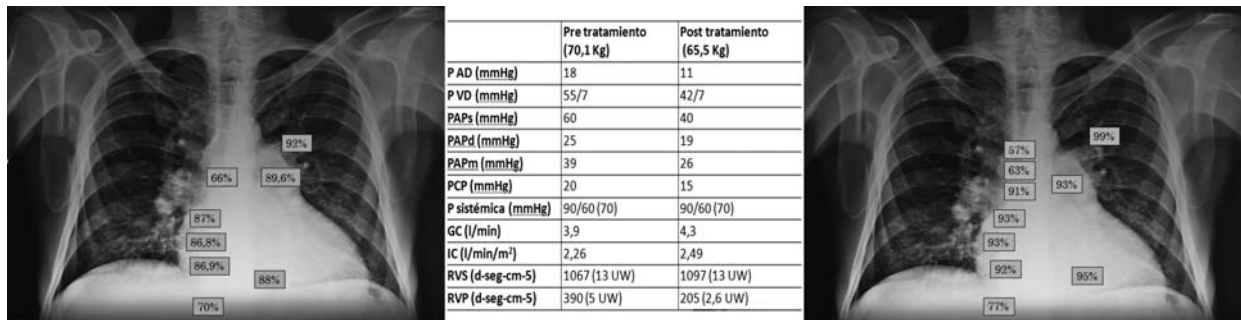 92%
66%
89,6%
87%
86,8%
86,9%
88%
70%
Pre tratamiento
(70,1 Kg)
Post tratamiento
(65,5 Kg)
P AD (mmHg) 18 11
P VD (mmHg) 55/7 42/7
PAPs (mmHg) 60 40
PAPd (mmHg) 25 19
PAPm (mmHg) 39 26
PCP (mmHg) 20 15
P sistémica (mmHg) 90/60 (70) 90/60 (70)
GC (l/min) 3,9 4,3
IC (l/min/m²) 2,26 2,49
RVS (d-seg-cm-5) 1067 (13 UW) 1097 (13 UW)
RVP (d-seg-cm-5) 390 (5 UW) 205 (2,6 UW)
99%
57%
63%
91%
93%
93%
93%
92%
95%
77%